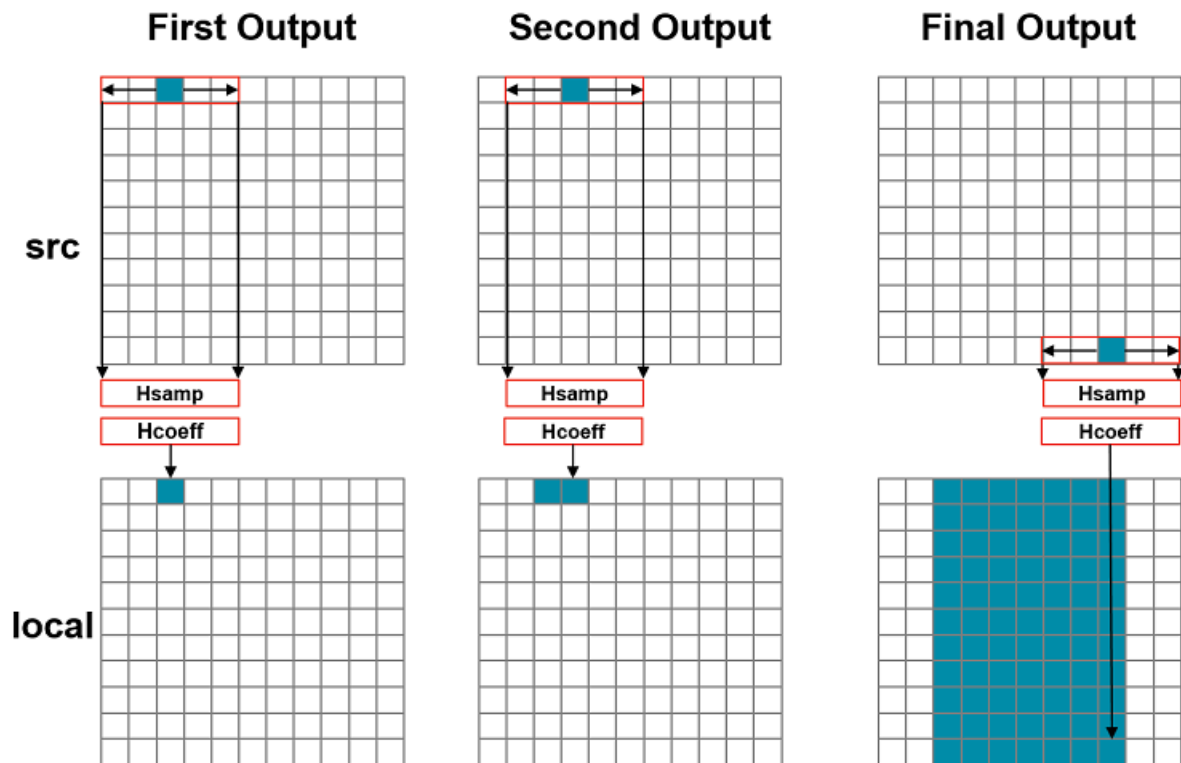 First Output
Second Output
Final Output
src
Hsamp
Hsamp
Hsamp
Hcoeff
Hcoeff
Hcoeff
local